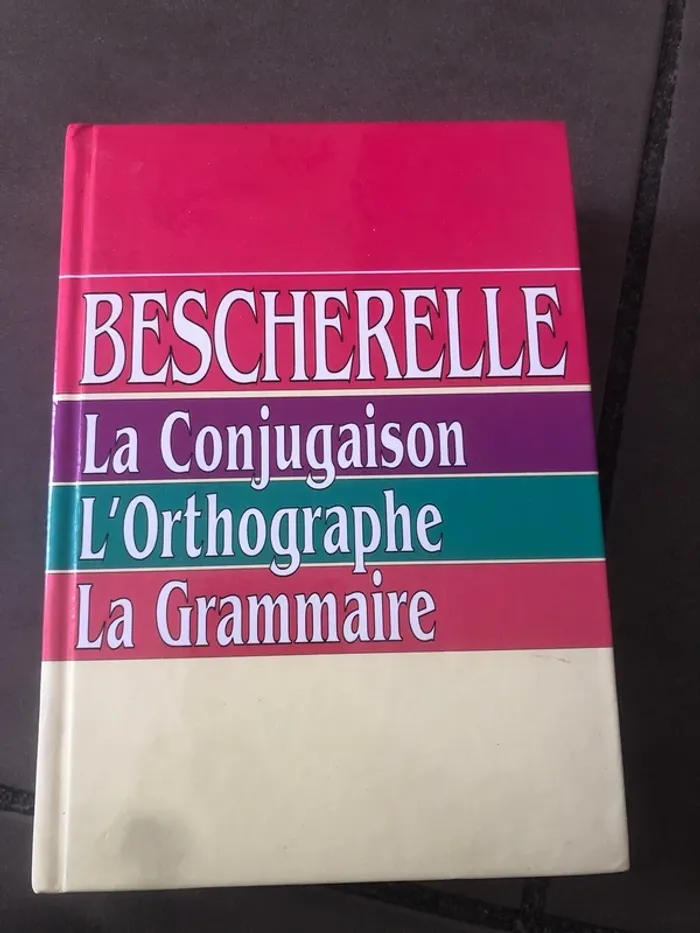 BESCHERELLE
La Conjugaison
L'Orthographe
La Grammaire